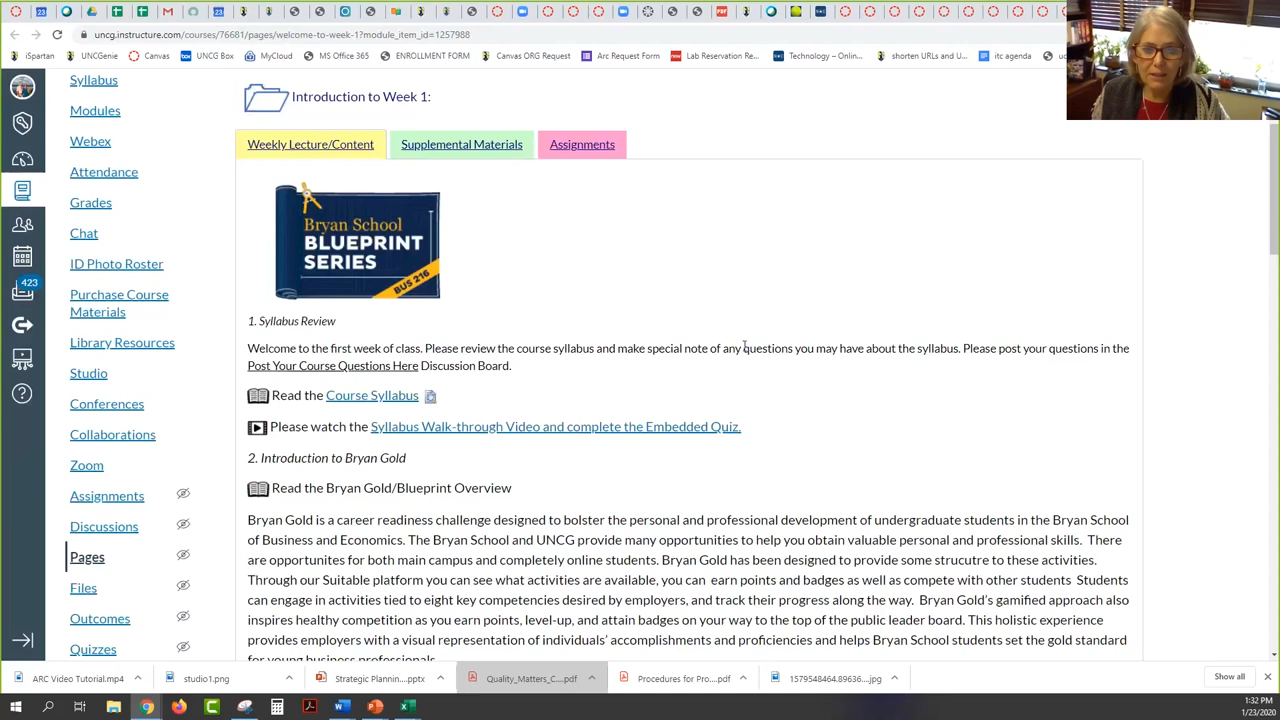 uncg.instructure.com/courses/76681/pages/welcome-to-week-1?module_item_id=1257988
iSpartan UNCGenie Canvas UNCG Box MyCloud MS Office 365 ENROLLMENT FORM Canvas ORG Request Arc Request Form Lab Reservation Re... Technology – Onlin... shorten URLs and U... itc agenda
Syllabus
Modules
Webex
Attendance
Grades
Chat
ID Photo Roster
Purchase Course
Materials
423
Library Resources
Studio
Conferences
Collaborations
Zoom
Assignments
Discussions
Pages
Files
Outcomes
Quizzes
Introduction to Week 1:
Weekly Lecture/Content Supplemental Materials Assignments
Bryan School
BLUEPRINT
SERIES
BUS 216
1. Syllabus Review
Welcome to the first week of class. Please review the course syllabus and make special note of any questions you may have about the syllabus. Please post your questions in the
Post Your Course Questions Here Discussion Board.
Read the Course Syllabus
Please watch the Syllabus Walk-through Video and complete the Embedded Quiz.
2. Introduction to Bryan Gold
Read the Bryan Gold/Blueprint Overview
Bryan Gold is a career readiness challenge designed to bolster the personal and professional development of undergraduate students in the Bryan School
of Business and Economics. The Bryan School and UNCG provide many opportunities to help you obtain valuable personal and professional skills. There
are opportunites for both main campus and completely online students. Bryan Gold has been designed to provide some strucutre to these activities.
Through our Suitable platform you can see what activities are available, you can earn points and badges as well as compete with other students Students
can engage in activities tied to eight key competencies desired by employers, and track their progress along the way. Bryan Gold's gamified approach also
inspires healthy competition as you earn points, level-up, and attain badges on your way to the top of the public leader board. This holistic experience
provides employers with a visual representation of individuals' accomplishments and proficiencies and helps Bryan School students set the gold standard
for young business professionals.
ARC Video Tutorial.mp4 studio1.png Strategic Plannin....pptx Quality_Matters_C....pdf Procedures for Pro....pdf 1579548464.89636....jpg Show all
1:32 PM
1/23/2020